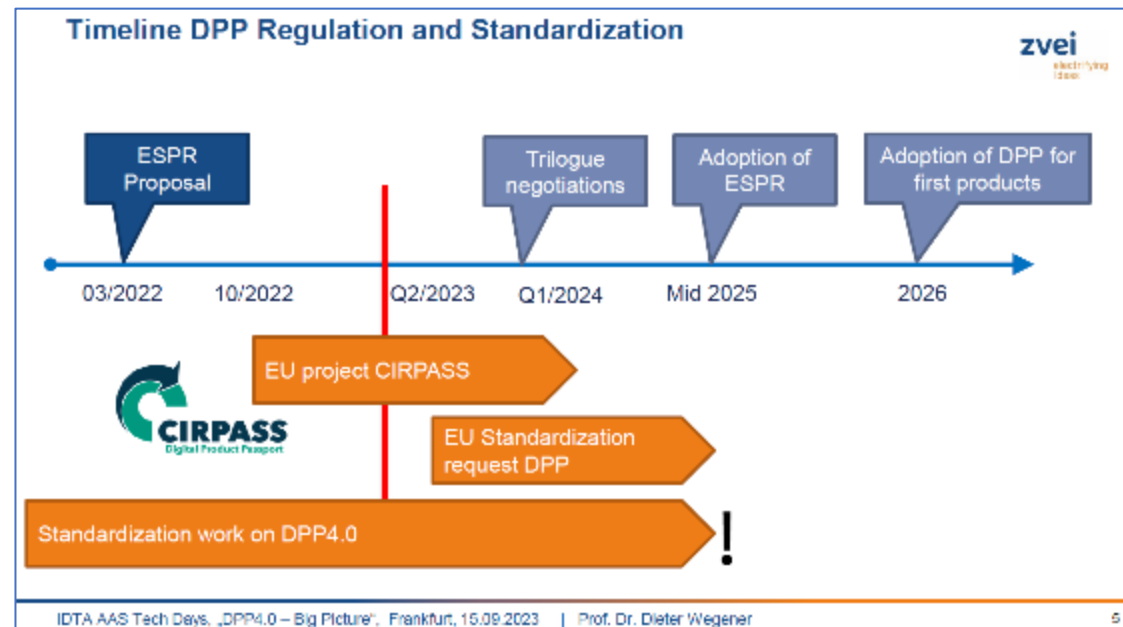 Timeline DPP Regulation and Standardization
zvei
electrifying
ideas
ESPR
Proposal
Trilogue
negotiations
Adoption of
ESPR
Adoption of DPP for
first products
03/2022
10/2022
Q2/2023
Q1/2024
Mid 2025
2026
EU project CIRPASS
CIRPASS
Digital Product Passport
EU Standardization
request DPP
Standardization work on DPP4.0
!
IDTA AAS Tech Days, „DPP4.0 – Big Picture“, Frankfurt, 15.09.2023 | Prof. Dr. Dieter Wegener
5